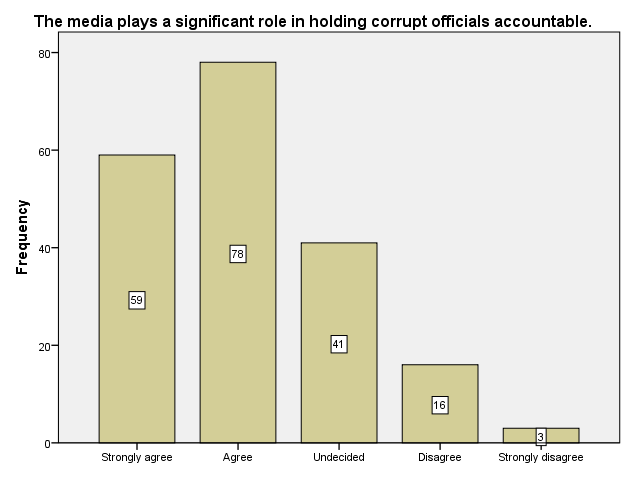 The media plays a significant role in holding corrupt officials accountable.
80
60
40
20
0
Frequency
59
78
41
16
3
Strongly agree
Agree
Undecided
Disagree
Strongly disagree